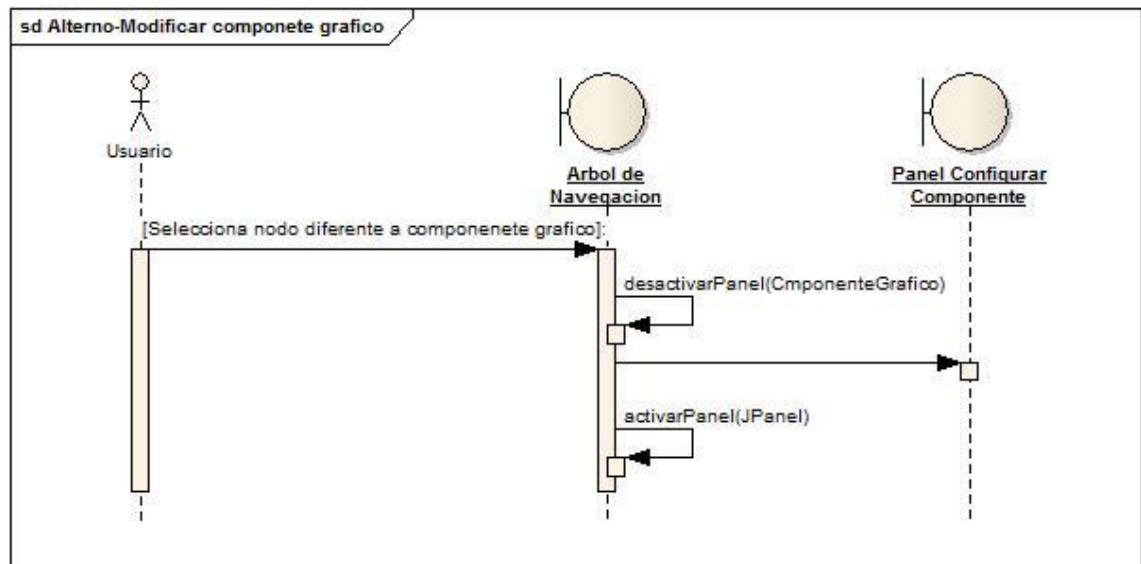 sd Alterno-Modificar componete grafico
Usuario
Arbol de
Navegacion
Panel Configurar
Componente
[Selecciona nodo diferente a componenete grafico]:
desactivarPanel(CmponenteGrafico)
activarPanel(JPanel)